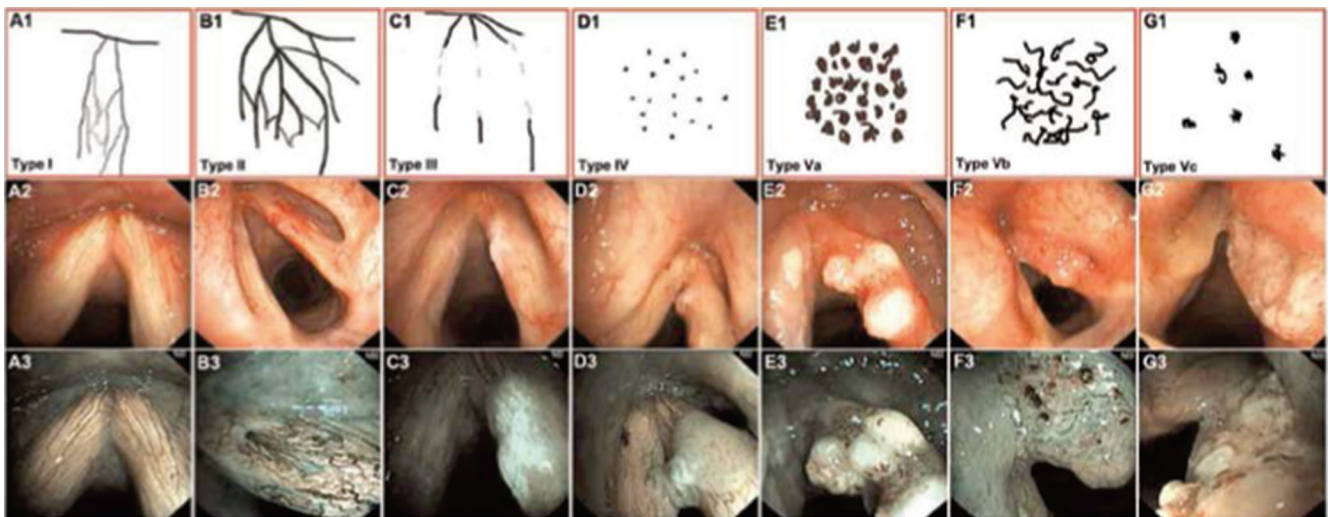 A1 B1 C1 D1 E1 F1 G1
Type I Type II Type III Type IV Type Va Type Vb Type Vc
A2 B2 C2 D2 E2 F2 G2
A3 B3 C3 D3 E3 F3 G3